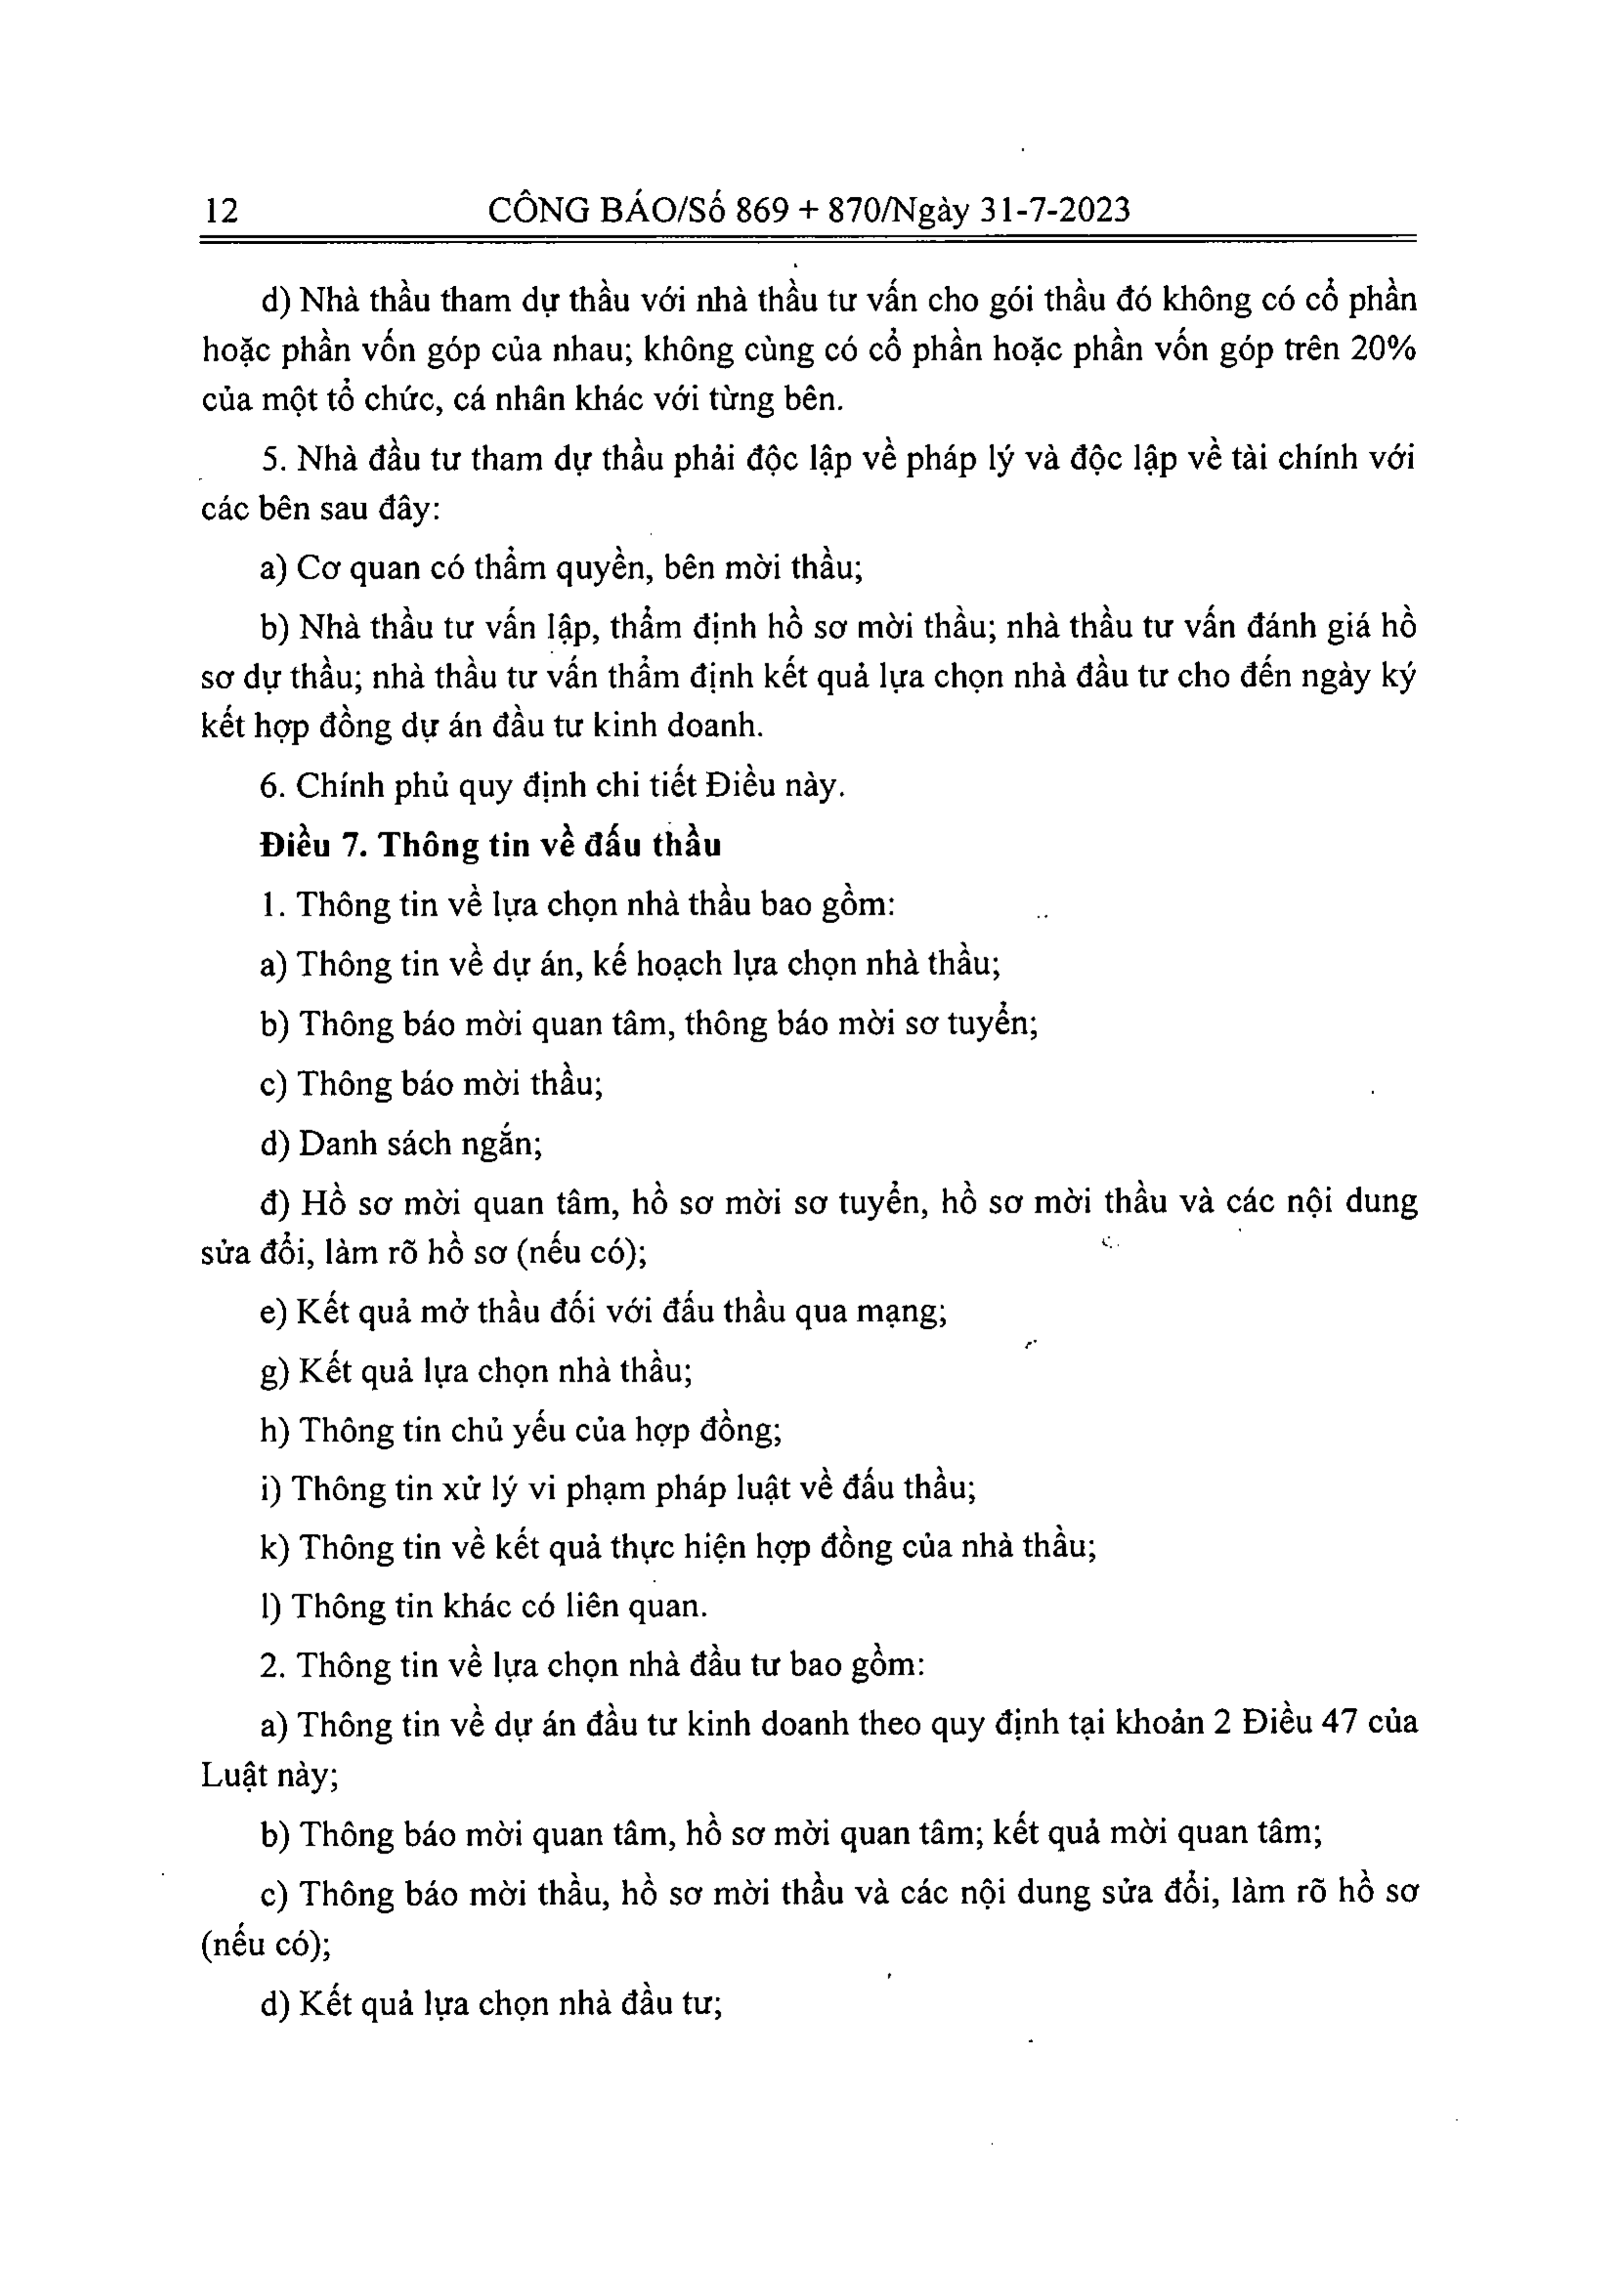 12 CÔNG BÁO/Số 869 + 870/Ngày 31-7-2023
d) Nhà thầu tham dự thầu với nhà thầu tư vấn cho gói thầu đó không có cổ phần
hoặc phần vốn góp của nhau; không cùng có cổ phần hoặc phần vốn góp trên 20%
của một tổ chức, cá nhân khác với từng bên.
5. Nhà đầu tư tham dự thầu phải độc lập về pháp lý và độc lập về tài chính với
các bên sau đây:
a) Cơ quan có thẩm quyền, bên mời thầu;
b) Nhà thầu tư vấn lập, thẩm định hồ sơ mời thầu; nhà thầu tư vấn đánh giá hồ
sơ dự thầu; nhà thầu tư vấn thẩm định kết quả lựa chọn nhà đầu tư cho đến ngày ký
kết hợp đồng dự án đầu tư kinh doanh.
6. Chính phủ quy định chi tiết Điều này.
Điều 7. Thông tin về đấu thầu
1. Thông tin về lựa chọn nhà thầu bao gồm:
a) Thông tin về dự án, kế hoạch lựa chọn nhà thầu;
b) Thông báo mời quan tâm, thông báo mời sơ tuyển;
c) Thông báo mời thầu;
d) Danh sách ngắn;
đ) Hồ sơ mời quan tâm, hồ sơ mời sơ tuyển, hồ sơ mời thầu và các nội dung
sửa đổi, làm rõ hồ sơ (nếu có);
e) Kết quả mở thầu đối với đấu thầu qua mạng;
g) Kết quả lựa chọn nhà thầu;
h) Thông tin chủ yếu của hợp đồng;
i) Thông tin xử lý vi phạm pháp luật về đấu thầu;
k) Thông tin về kết quả thực hiện hợp đồng của nhà thầu;
l) Thông tin khác có liên quan.
2. Thông tin về lựa chọn nhà đầu tư bao gồm:
a) Thông tin về dự án đầu tư kinh doanh theo quy định tại khoản 2 Điều 47 của
Luật này;
b) Thông báo mời quan tâm, hồ sơ mời quan tâm; kết quả mời quan tâm;
c) Thông báo mời thầu, hồ sơ mời thầu và các nội dung sửa đổi, làm rõ hồ sơ
(nếu có);
d) Kết quả lựa chọn nhà đầu tư;